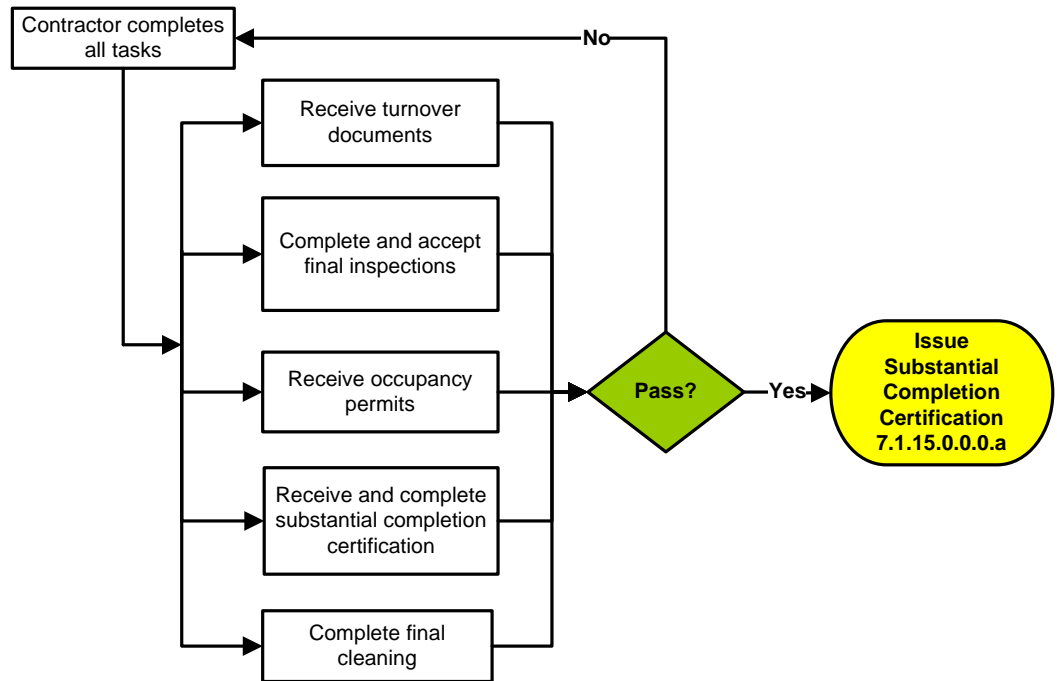 Contractor completes
all tasks
No
Receive turnover
documents
Complete and accept
final inspections
Receive occupancy
permits
Receive and complete
substantial completion
certification
Complete final
cleaning
Pass?
Yes
Issue
Substantial
Completion
Certification
7.1.15.0.0.0.a